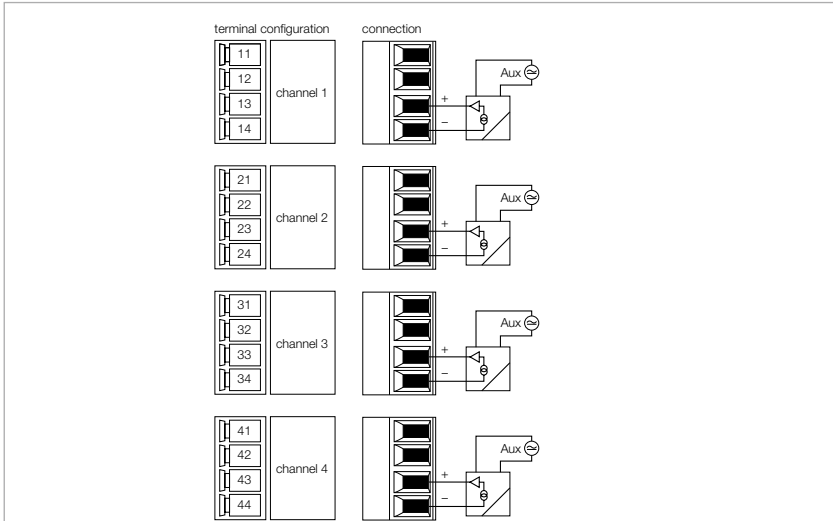 terminal configuration
connection
11
12
13
14
channel 1
+
–
Aux
21
22
23
24
channel 2
+
–
Aux
31
32
33
34
channel 3
+
–
Aux
41
42
43
44
channel 4
+
–
Aux